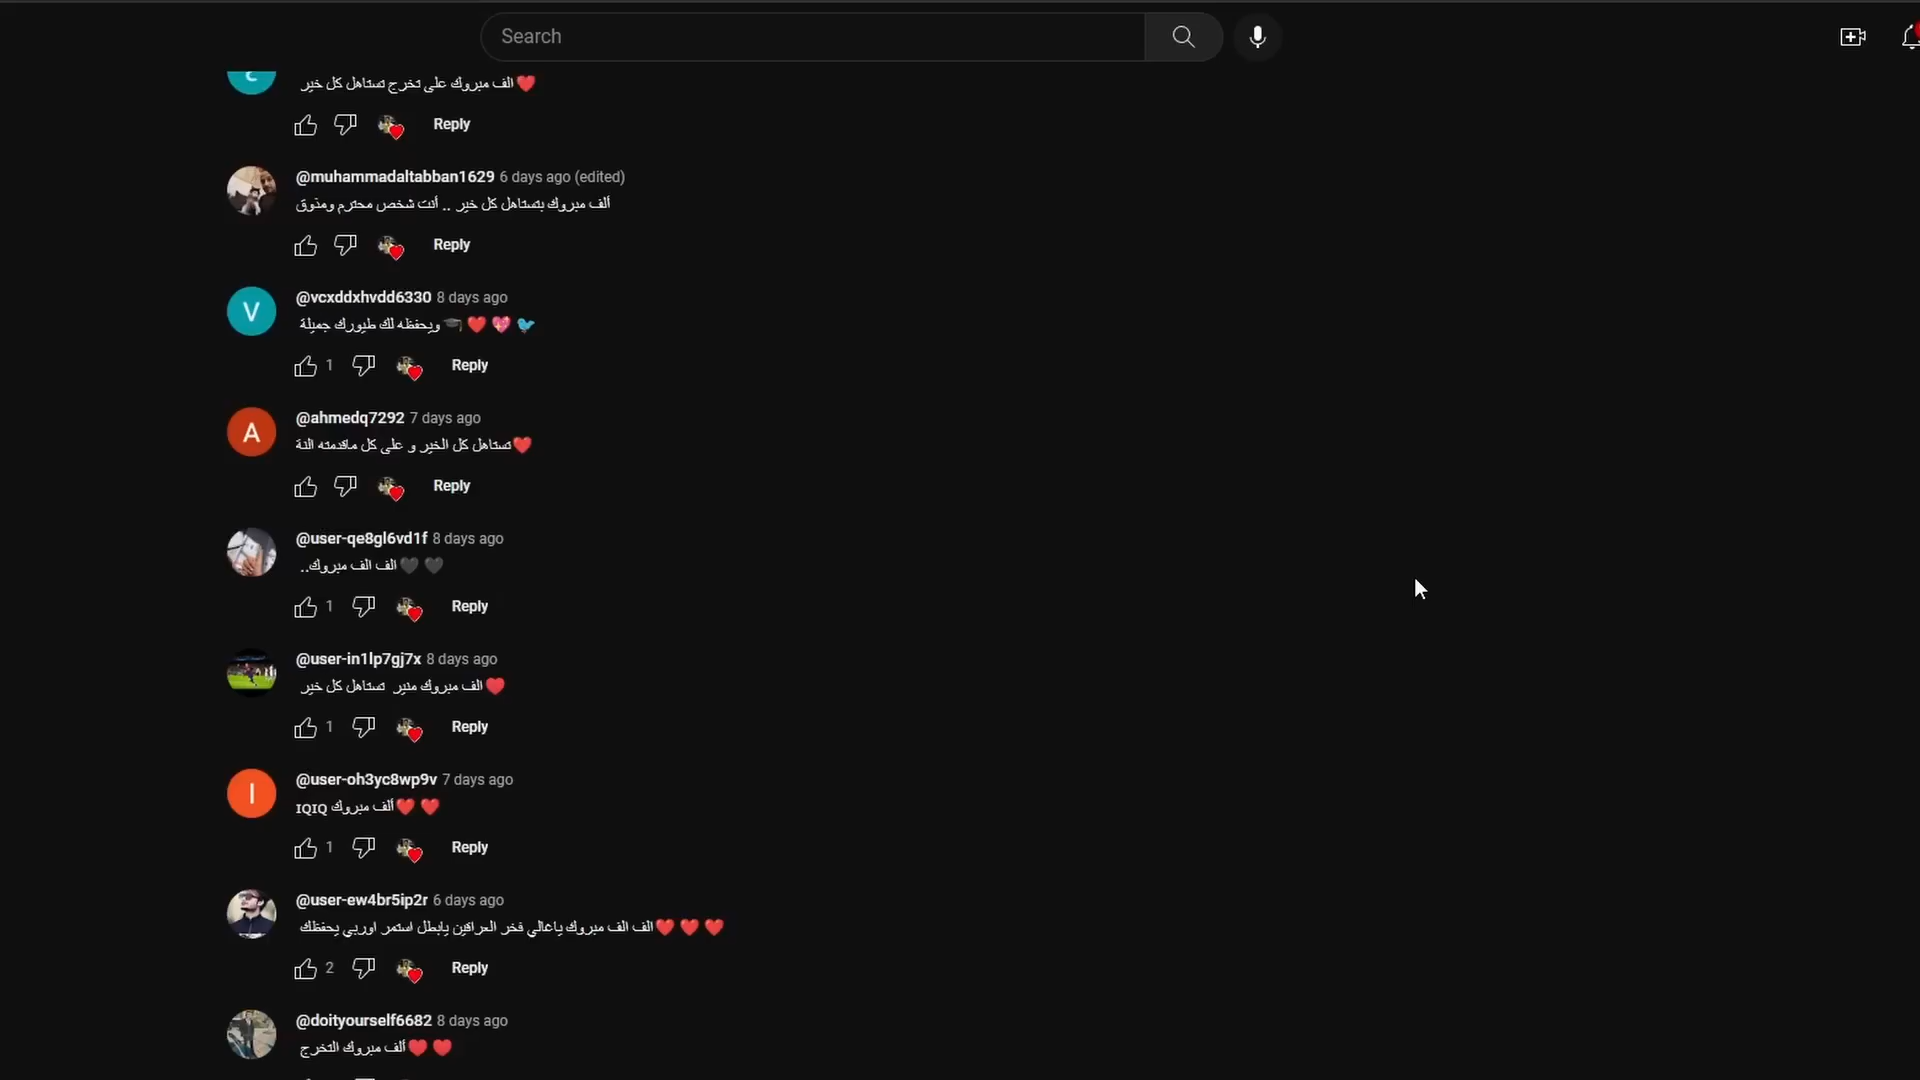 Search
الف مبروك على تخرج تستاهل كل خير❤️
Reply
@muhammadaltabban1629 6 days ago (edited)
ألف مبروك بتستاهل كل خير .. أنت شخص محترم ومذوق
Reply
@vcxddxhvdd6330 8 days ago
🐦💖❤️🎓ويحفظه لك طيورك جميلة
1 Reply
@ahmedq7292 7 days ago
❤️تستاهل كل الخير و على كل ماقدمته النة
Reply
@user-qe8gl6vd1f 8 days ago
🖤🖤الف الف مبروك..
1 Reply
@user-in1lp7gj7x 8 days ago
❤️الف مبروك منير تستاهل كل خير
1 Reply
@user-oh3yc8wp9v 7 days ago
❤️❤️ألف مبروك IQIQ
1 Reply
@user-ew4br5ip2r 6 days ago
❤️❤️❤️الف الف مبروك ياغالي فخر العراقين يابطل استمر اوربي يحفظك
2 Reply
@doityourself6682 8 days ago
❤️❤️ألف مبروك التخرج